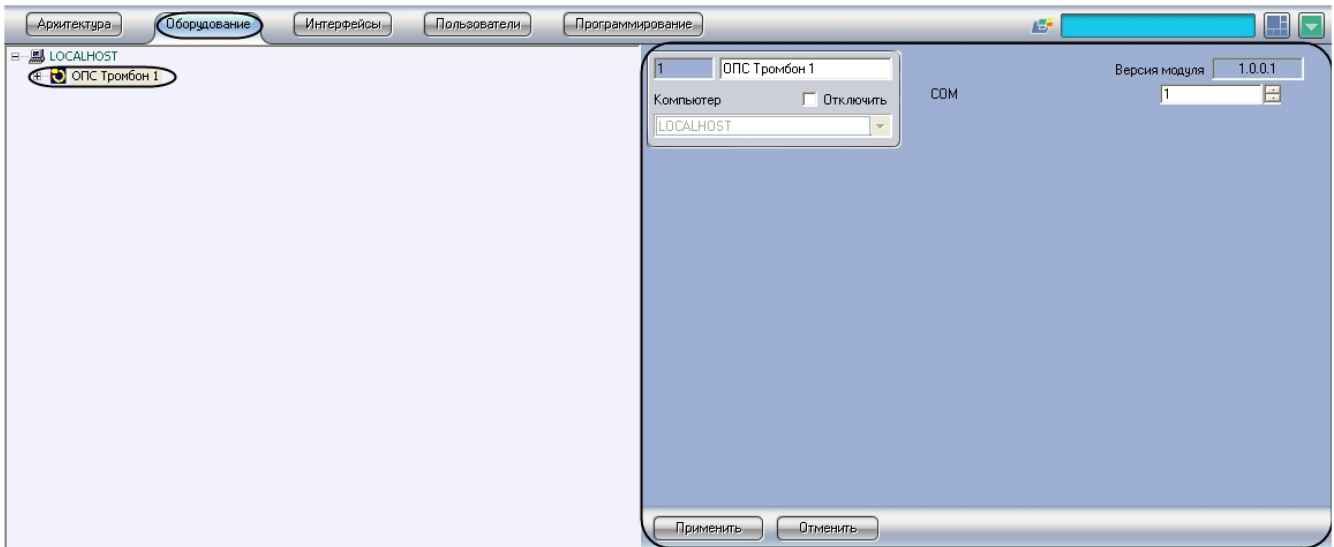 Архитектура Оборудование Интерфейсы Пользователи Программирование
LOCALHOST
ОПС Тромбон 1
1 ОПС Тромбон 1
Компьютер Отключить
LOCALHOST
Версия модуля 1.0.0.1
COM 1
Применить Отменить